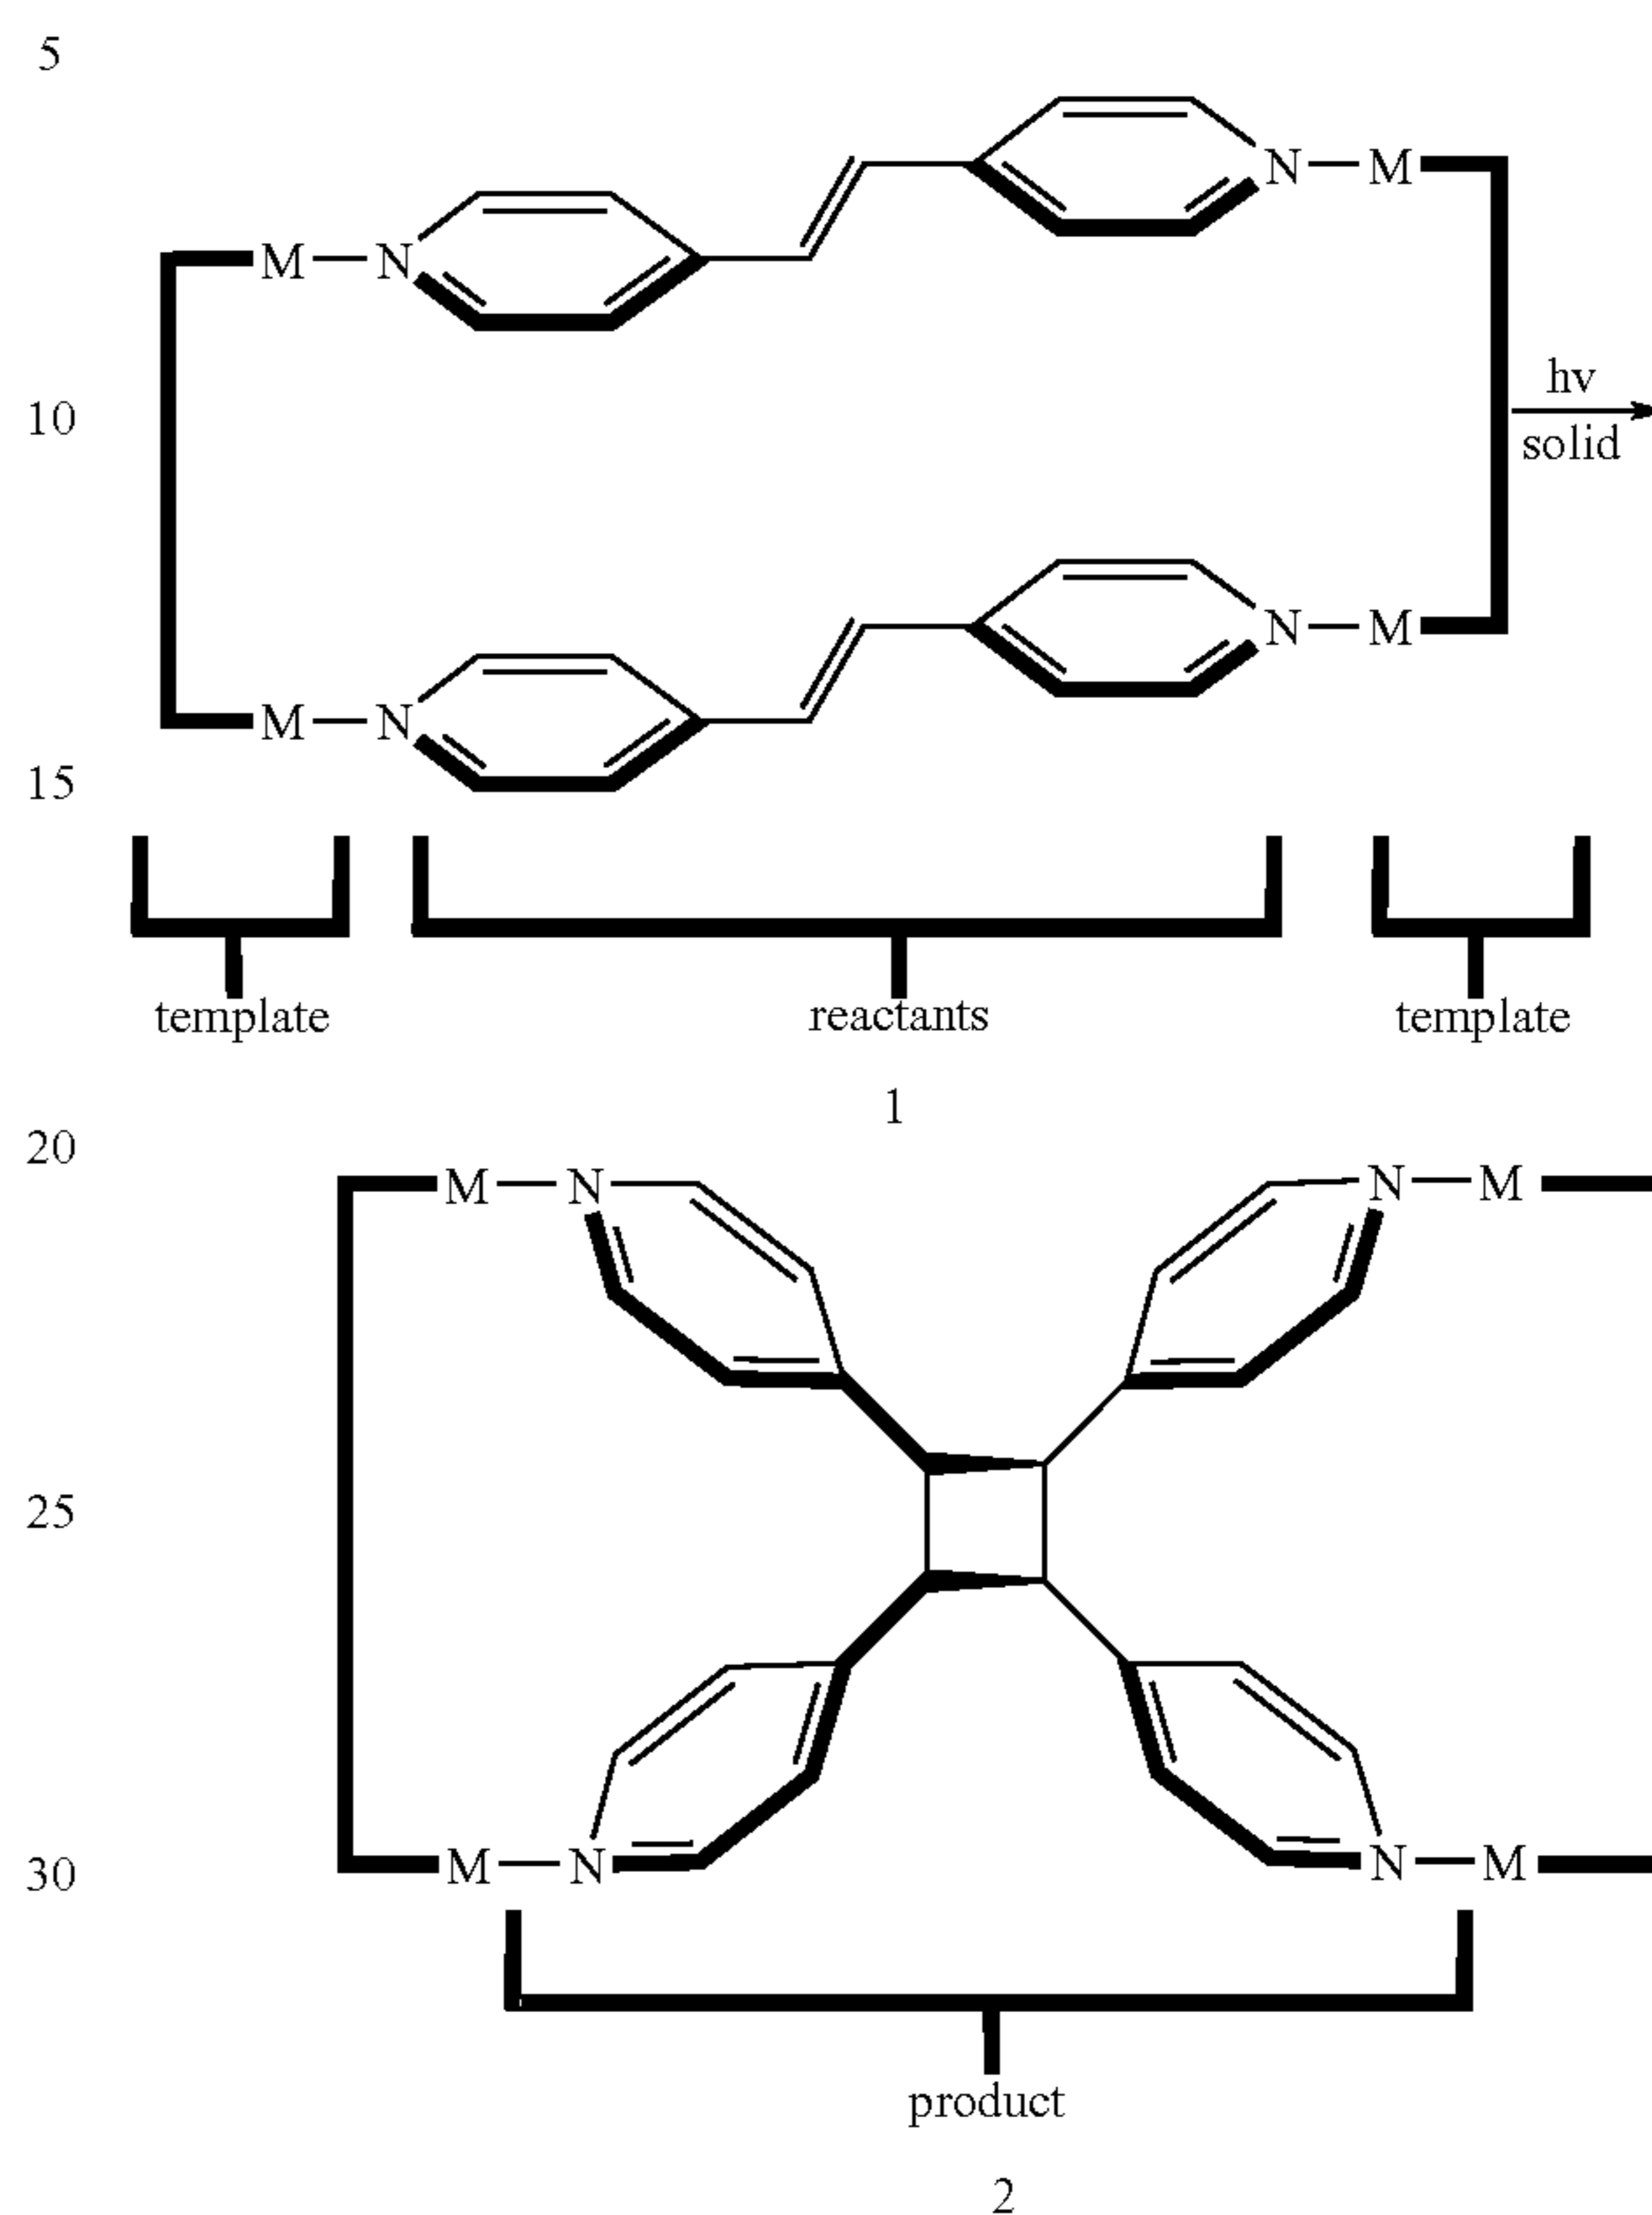 5
N — M
M — N
10
hv
solid
N — M
M — N
15
template reactants template
1
20
M — N N — M
25
30
M — N N — M
product
2